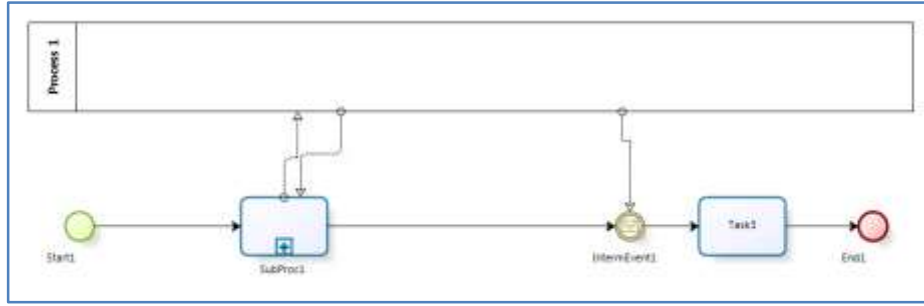 Process 1
Start1
SubProc1
IntermEvent1
Task1
End1